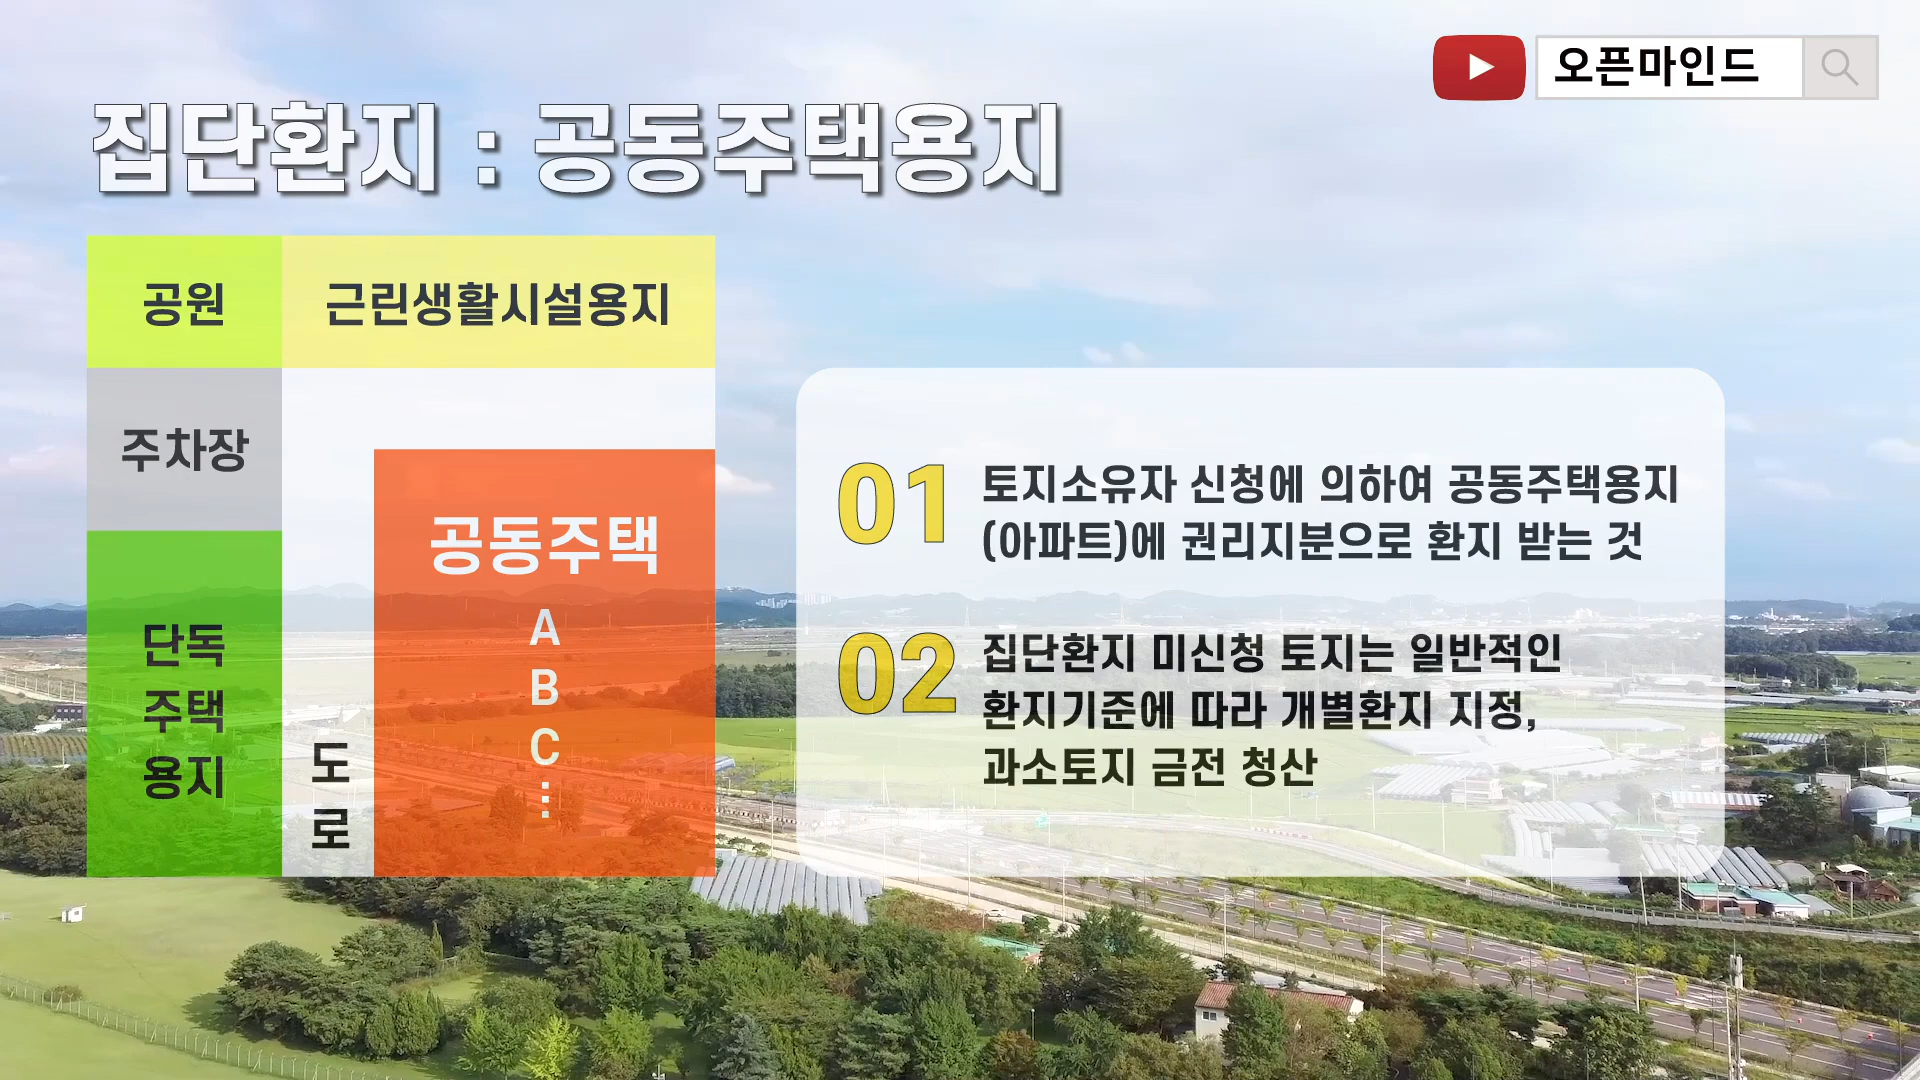 오픈마인드
집단환지 : 공동주택용지
공원
근린생활시설용지
주차장
단독
주택
용지
도
로
공동주택
A
B
C
⋮
01
토지소유자 신청에 의하여 공동주택용지
(아파트)에 권리지분으로 환지 받는 것
02
집단환지 미신청 토지는 일반적인
환지기준에 따라 개별환지 지정,
과소토지 금전 청산